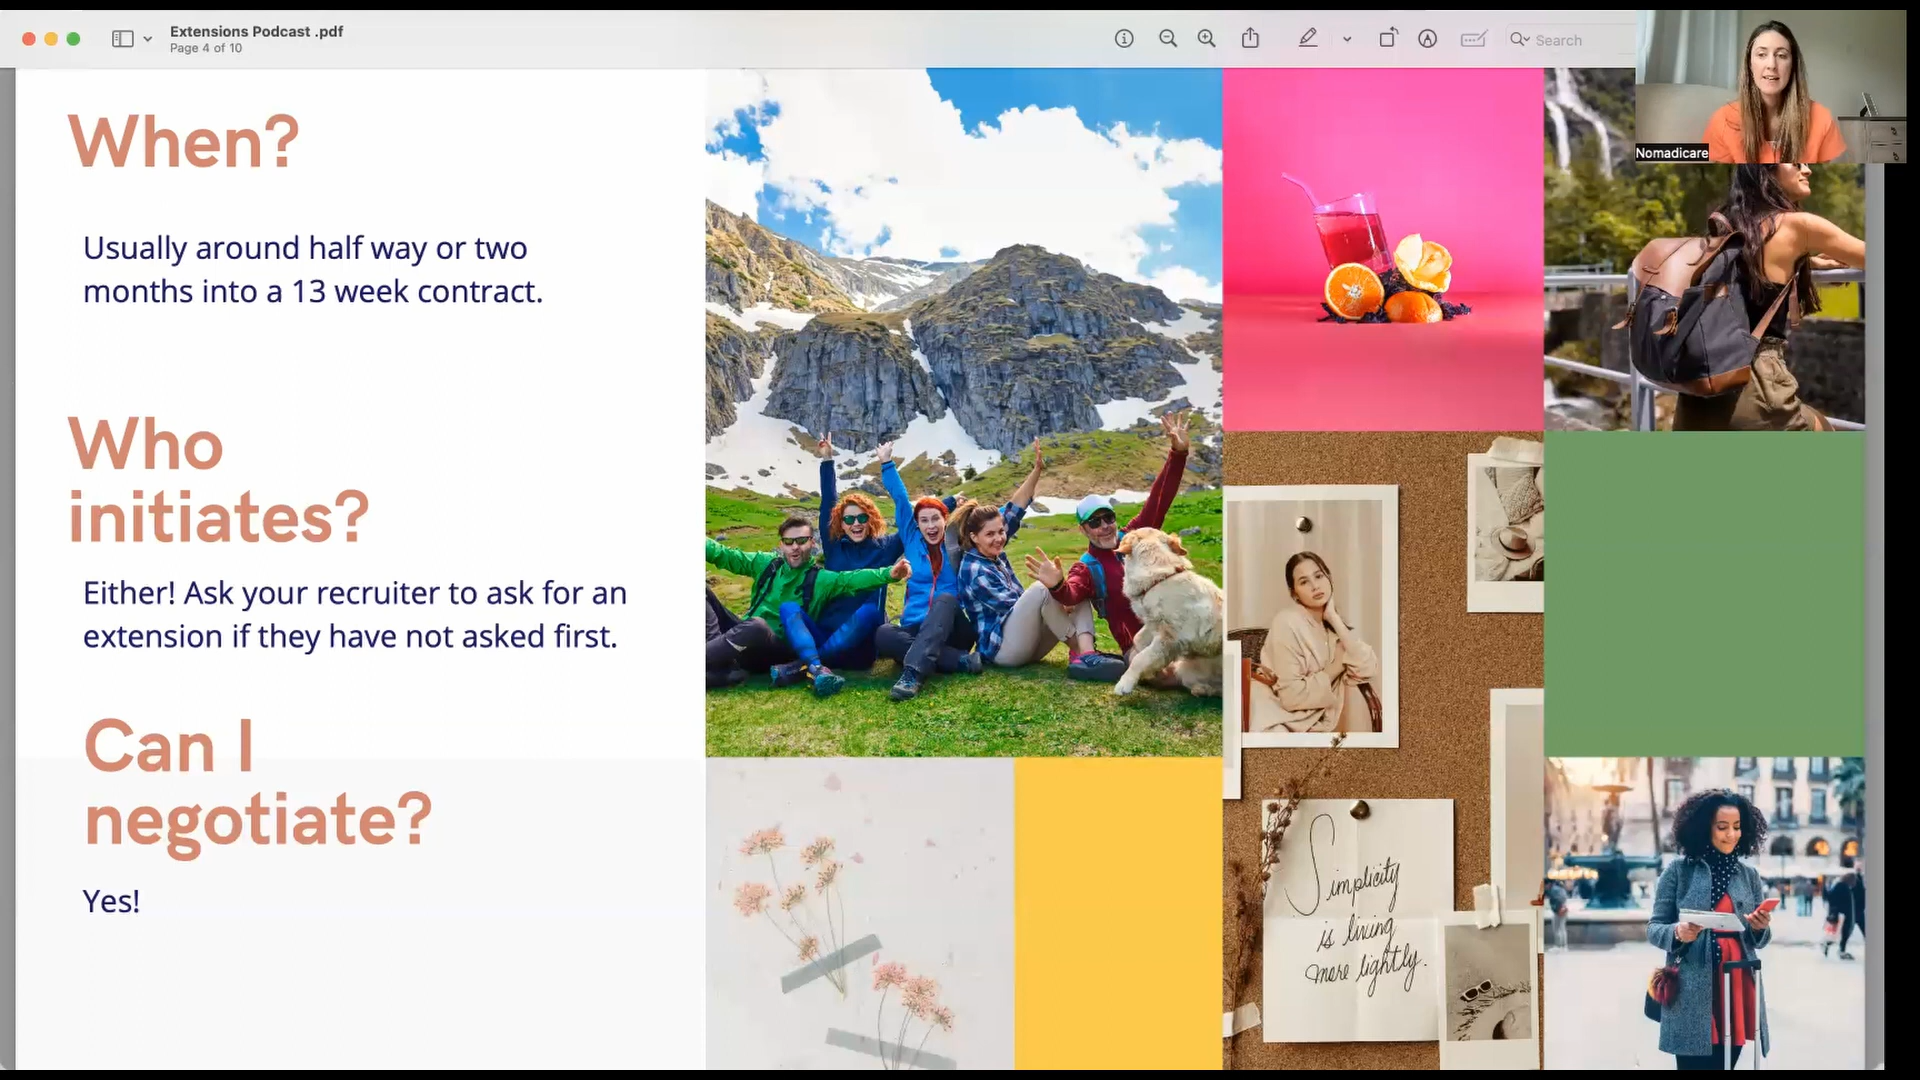 Extensions Podcast .pdf
Page 4 of 10
Search
Nomadicare
When?
Usually around half way or two
months into a 13 week contract.
Who
initiates?
Either! Ask your recruiter to ask for an
extension if they have not asked first.
Can I
negotiate?
Yes!
Simplicity
is living
more lightly.